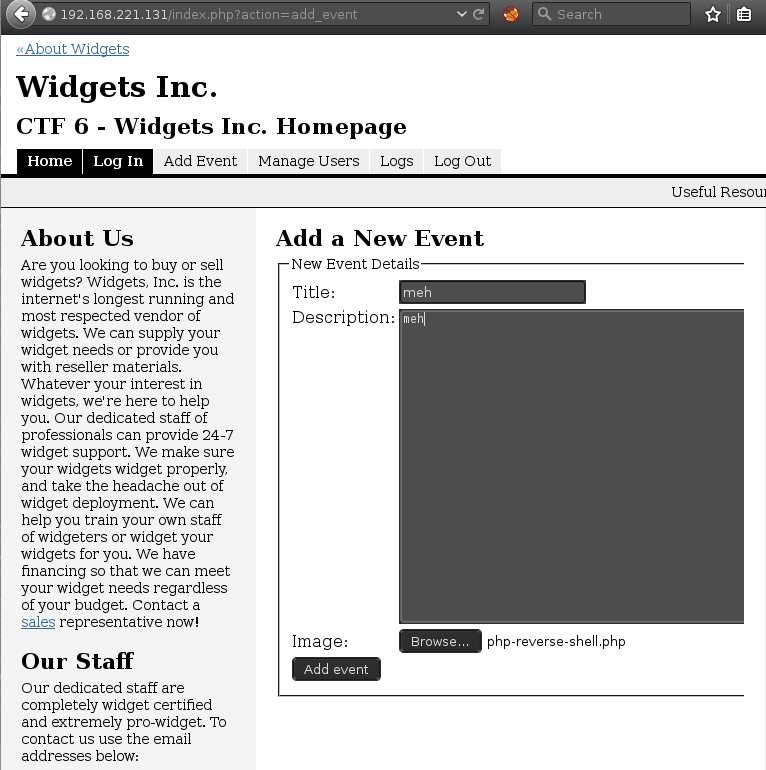 192.168.221.131/index.php?action=add_event
Search
«About Widgets
Widgets Inc.
CTF 6 - Widgets Inc. Homepage
Home Log In Add Event Manage Users Logs Log Out
Useful Resour
About Us
Are you looking to buy or sell
widgets? Widgets, Inc. is the
internet's longest running and
most respected vendor of
widgets. We can supply your
widget needs or provide you
with reseller materials.
Whatever your interest in
widgets, we're here to help
you. Our dedicated staff of
professionals can provide 24-7
widget support. We make sure
your widgets widget properly,
and take the headache out of
widget deployment. We can
help you train your own staff
of widgeters or widget your
widgets for you. We have
financing so that we can meet
your widget needs regardless
of your budget. Contact a
sales representative now!
Our Staff
Our dedicated staff are
completely widget certified
and extremely pro-widget. To
contact us use the email
addresses below:
Add a New Event
New Event Details
Title: meh
Description: meh
Image: Browse... php-reverse-shell.php
Add event